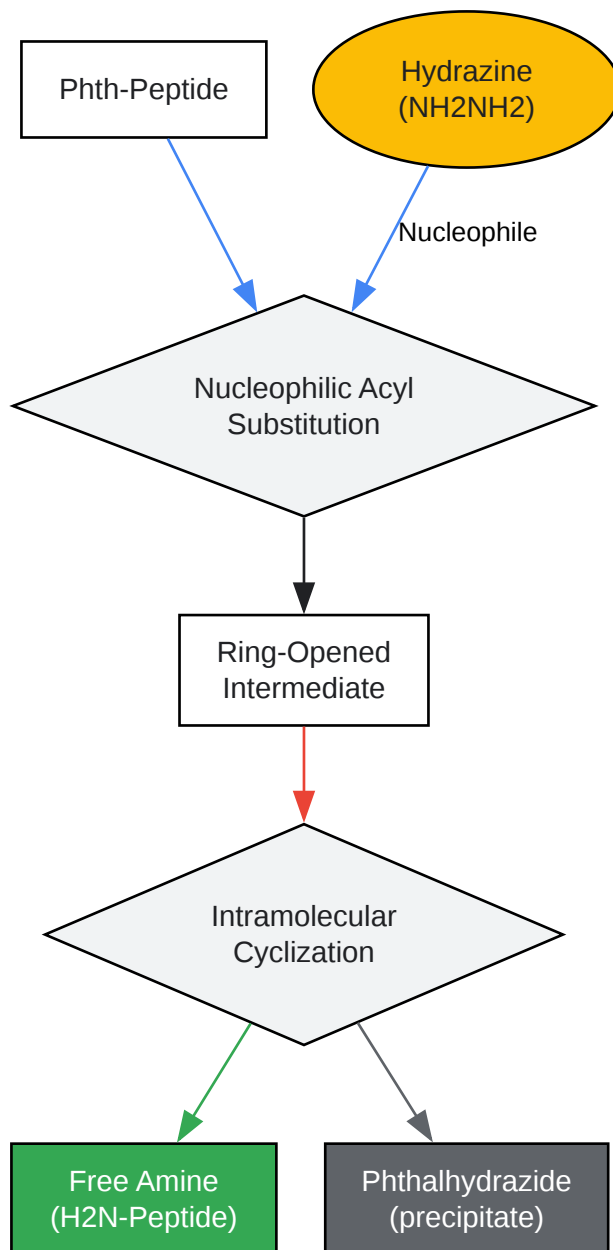 Phth-Peptide
Hydrazine
(NH2NH2)
Nucleophile
Nucleophilic Acyl
Substitution
Ring-Opened
Intermediate
Intramolecular
Cyclization
Free Amine
(H2N-Peptide)
Phthalhydrazide
(precipitate)